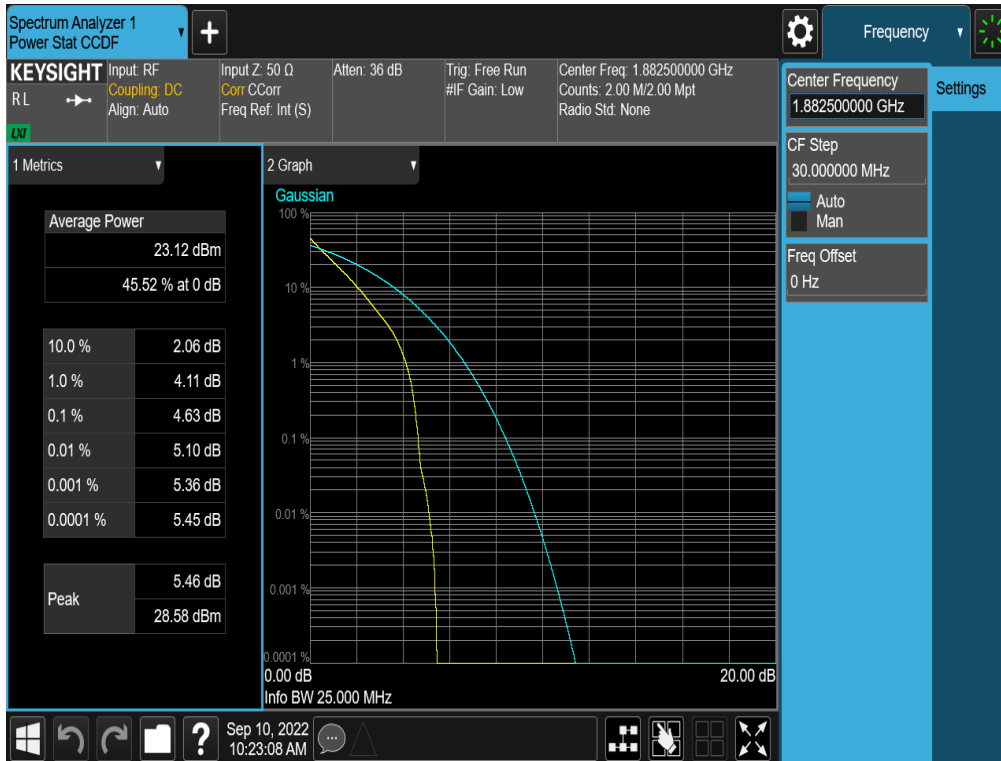 Spectrum Analyzer 1
Power Stat CCDF
+
Frequency
KEYSIGHT
RL
LXI
Input: RF
Coupling: DC
Align: Auto
Input Z: 50 Ω
Corr CCorr
Freq Ref: Int (S)
Atten: 36 dB
Trig: Free Run
#IF Gain: Low
Center Freq: 1.882500000 GHz
Counts: 2.00 M/2.00 Mpt
Radio Std: None
Center Frequency
1.882500000 GHz
Settings
CF Step
30.000000 MHz
Auto
Man
Freq Offset
0 Hz
1 Metrics
Average Power
23.12 dBm
45.52 % at 0 dB
10.0 % 2.06 dB
1.0 % 4.11 dB
0.1 % 4.63 dB
0.01 % 5.10 dB
0.001 % 5.36 dB
0.0001 % 5.45 dB
Peak 5.46 dB
28.58 dBm
2 Graph
Gaussian
100 %
10 %
1 %
0.1 %
0.01 %
0.001 %
0.0001 %
0.00 dB 20.00 dB
Info BW 25.000 MHz
?
Sep 10, 2022
10:23:08 AM